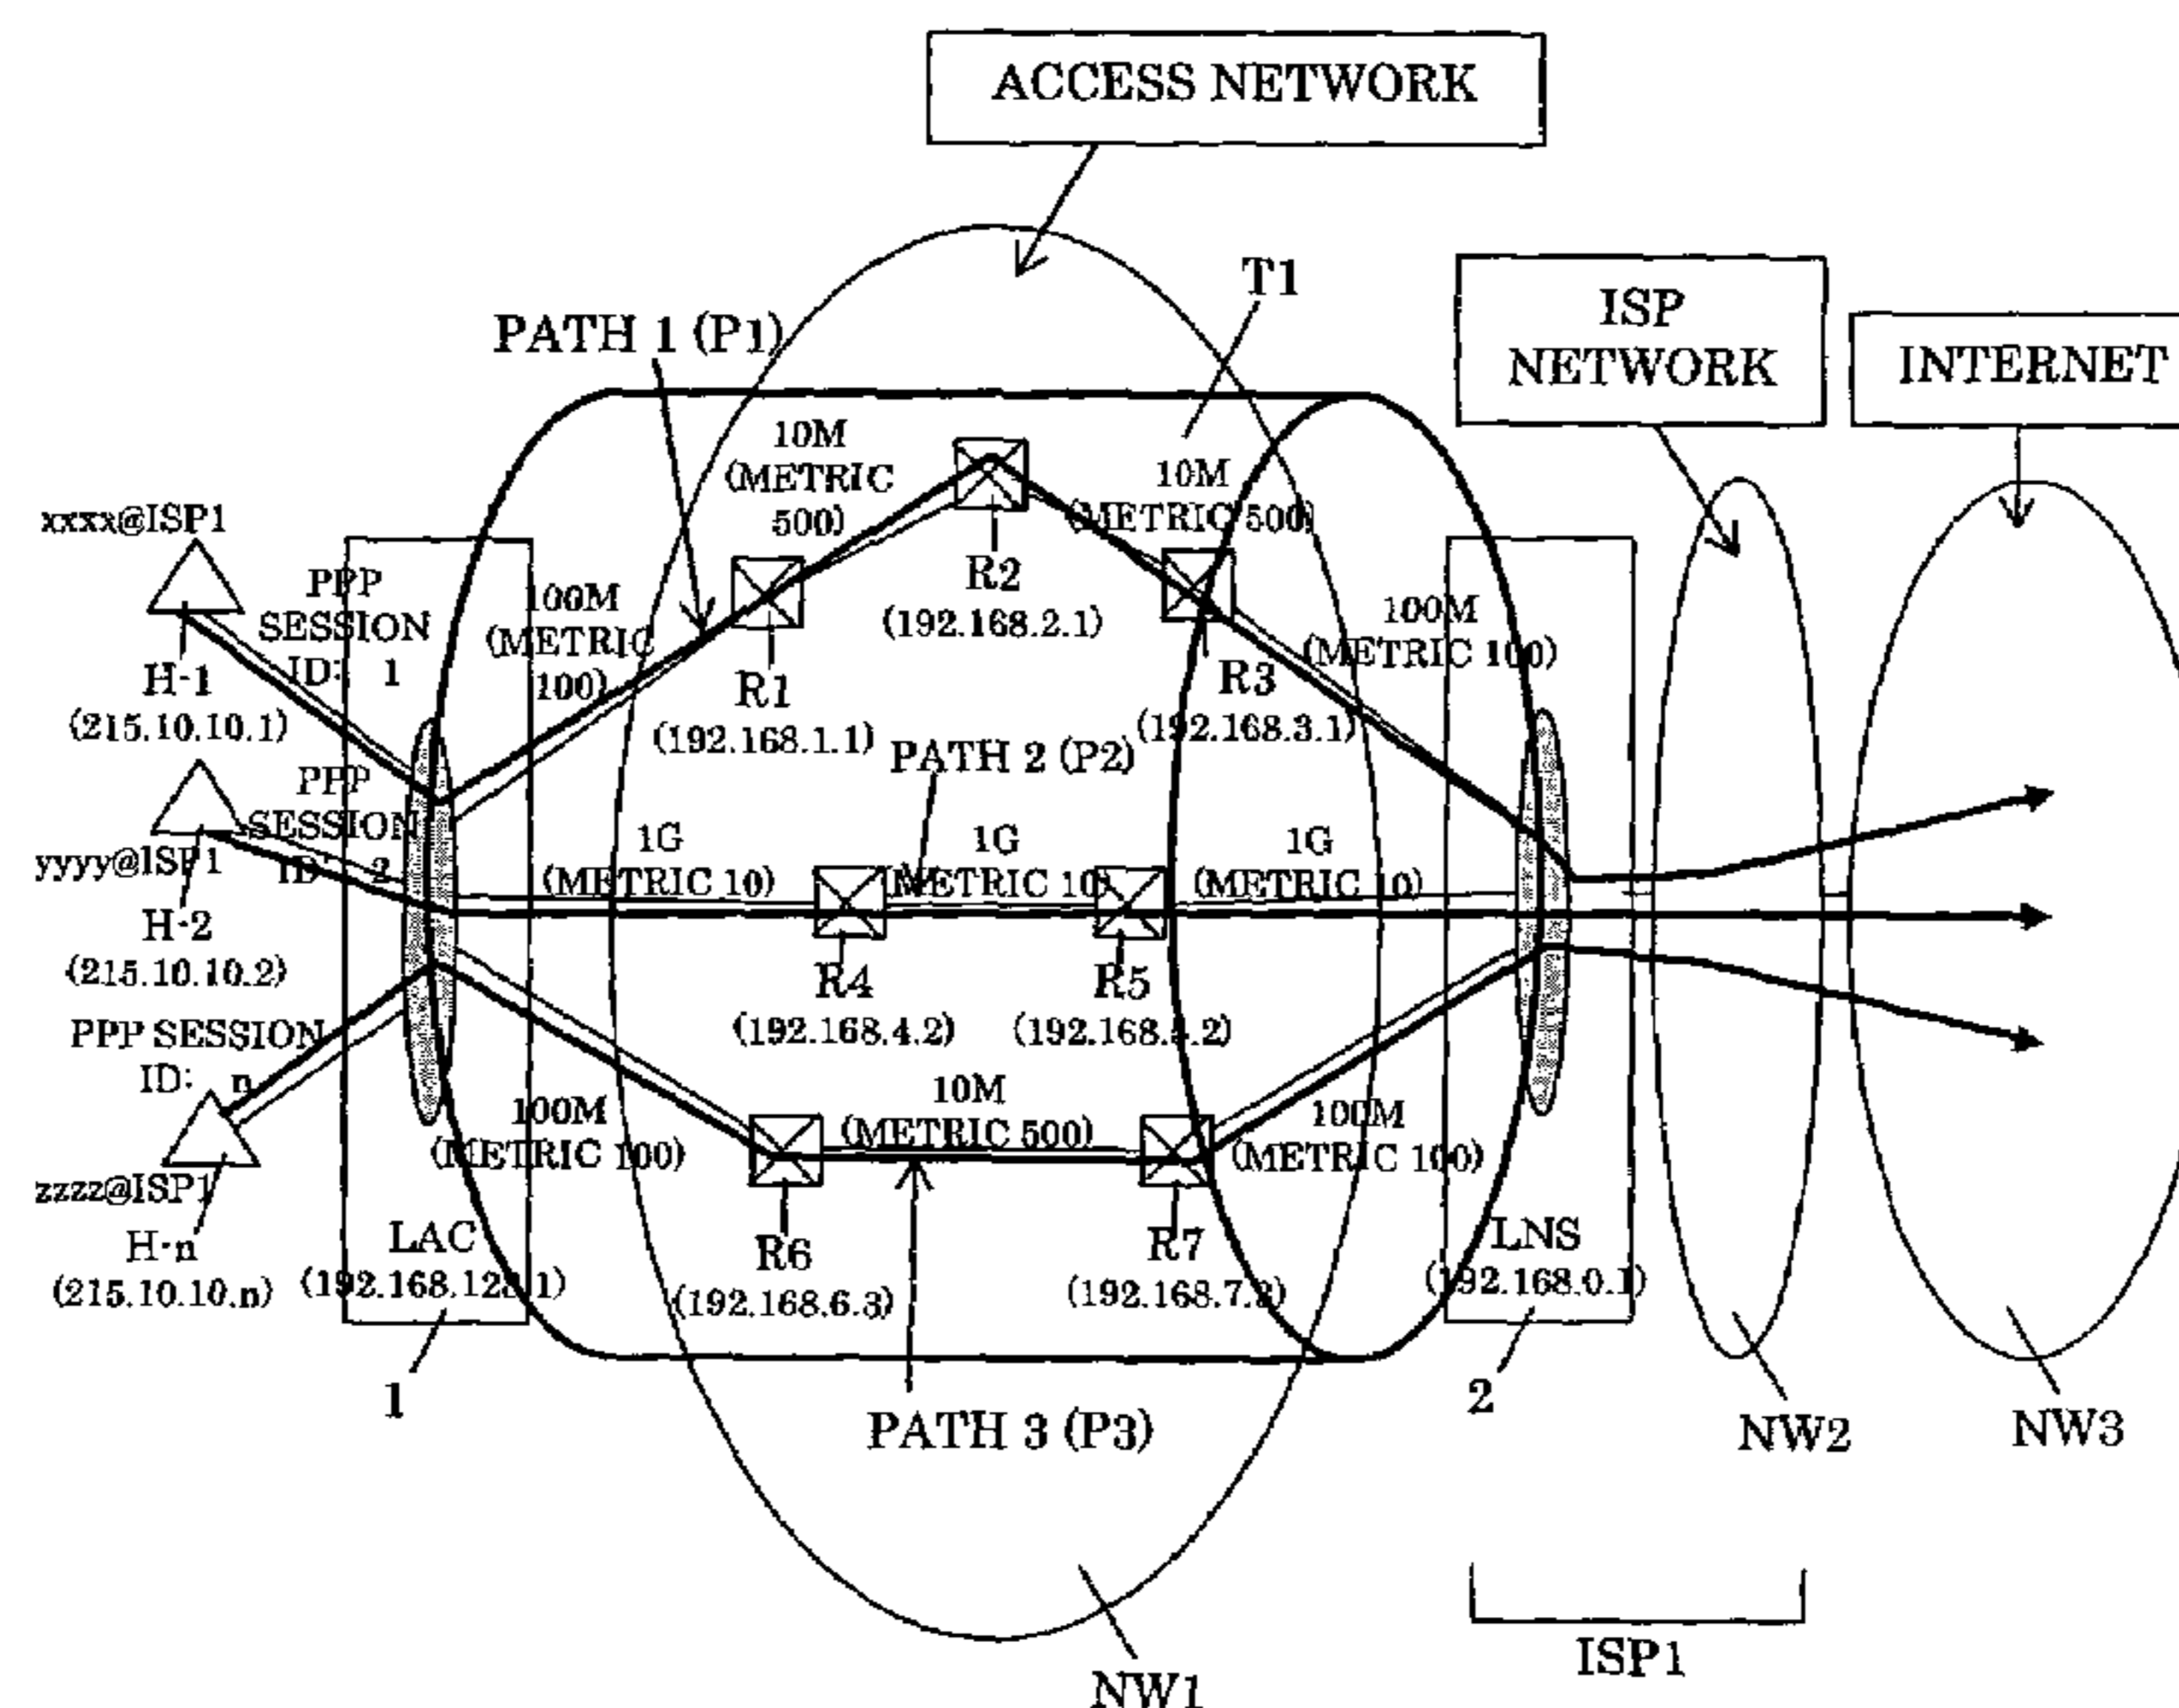 ACCESS NETWORK
T1
ISP
NETWORK
INTERNET
PATH 1 (P1)
10M
(METRIC
500)
10M
(METRIC 500)
xxxx@ISP1
PPP
SESSION
ID: 1
100M
(METRIC
100)
R2
(192.168.2.1)
100M
(METRIC 100)
H-1
(215.10.10.1)
R1
(192.168.1.1)
R3
(192.168.3.1)
PATH 2 (P2)
PPP
SESSION
ID: 2
yyyy@ISP1
1G
(METRIC 10)
1G
(METRIC 10)
1G
(METRIC 10)
H-2
(215.10.10.2)
R4
(192.168.4.2)
R5
PPP SESSION
ID: n
100M
(METRIC 100)
10M
(METRIC 500)
100M
(METRIC 100)
zzzz@ISP1
H-n
(215.10.10.n)
LAC
R6
(192.168.6.3)
R7
LNS
(192.168.0.1)
1
2
PATH 3 (P3)
NW2
NW3
ISP1
NW1